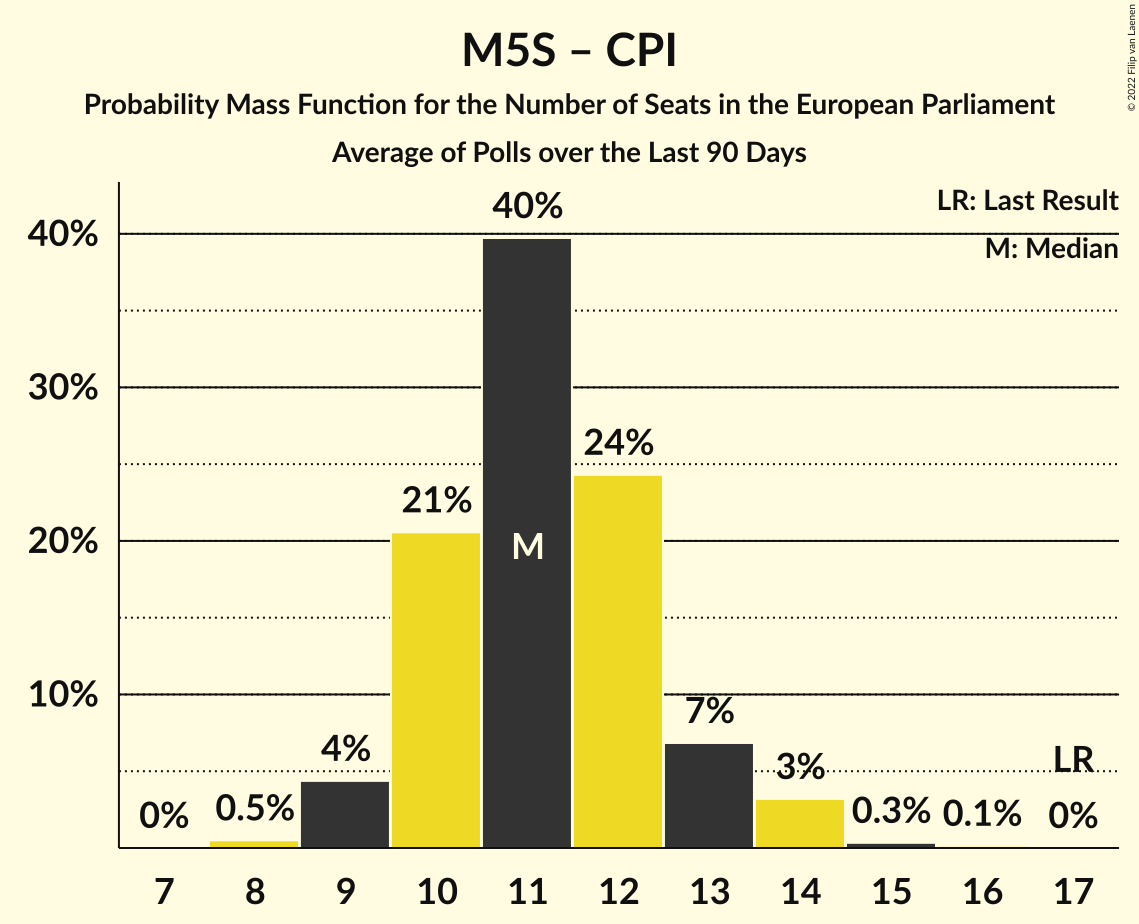 M5S – CPI
Probability Mass Function for the Number of Seats in the European Parliament
Average of Polls over the Last 90 Days
© 2022 Filip van Laenen
LR: Last Result
M: Median
40%
30%
20%
10%
0%
0.5%
4%
21%
40%
M
24%
7%
3%
0.3%
0.1%
LR
0%
7 8 9 10 11 12 13 14 15 16 17